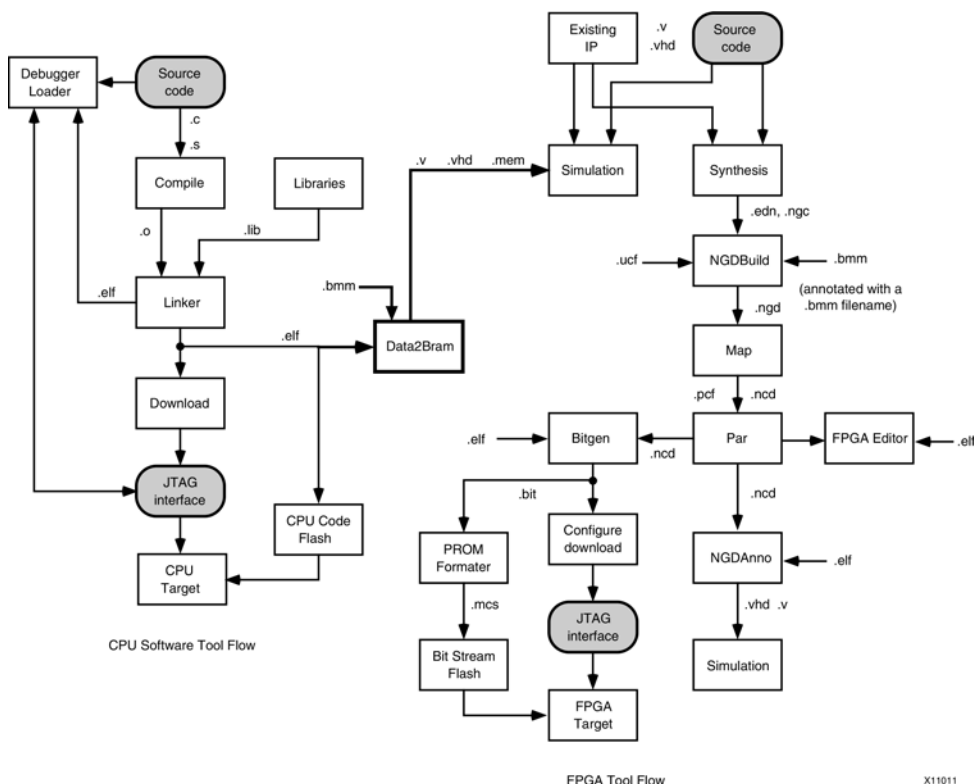 Existing
IP
.v
.vhd
Source
code
Debugger
Loader
Source
code
.c
.s
Compile
Libraries
.v .vhd .mem
Simulation
Synthesis
.o
.lib
.edn, .ngc
.elf
Linker
.bmm
.ucf
NGDBuild
.bmm
(annotated with a
.bmm filename)
.elf
Data2Bram
.ngd
Map
Download
.pcf
.ncd
.elf
Bitgen
.ncd
Par
FPGA Editor
.elf
JTAG
interface
.bit
.ncd
CPU Code
Flash
Configure
download
PROM
Formater
NGDAnno
.elf
CPU
Target
.mcs
.vhd .v
JTAG
interface
CPU Software Tool Flow
Bit Stream
Flash
Simulation
FPGA
Target
FPGA Tool Flow
X11011